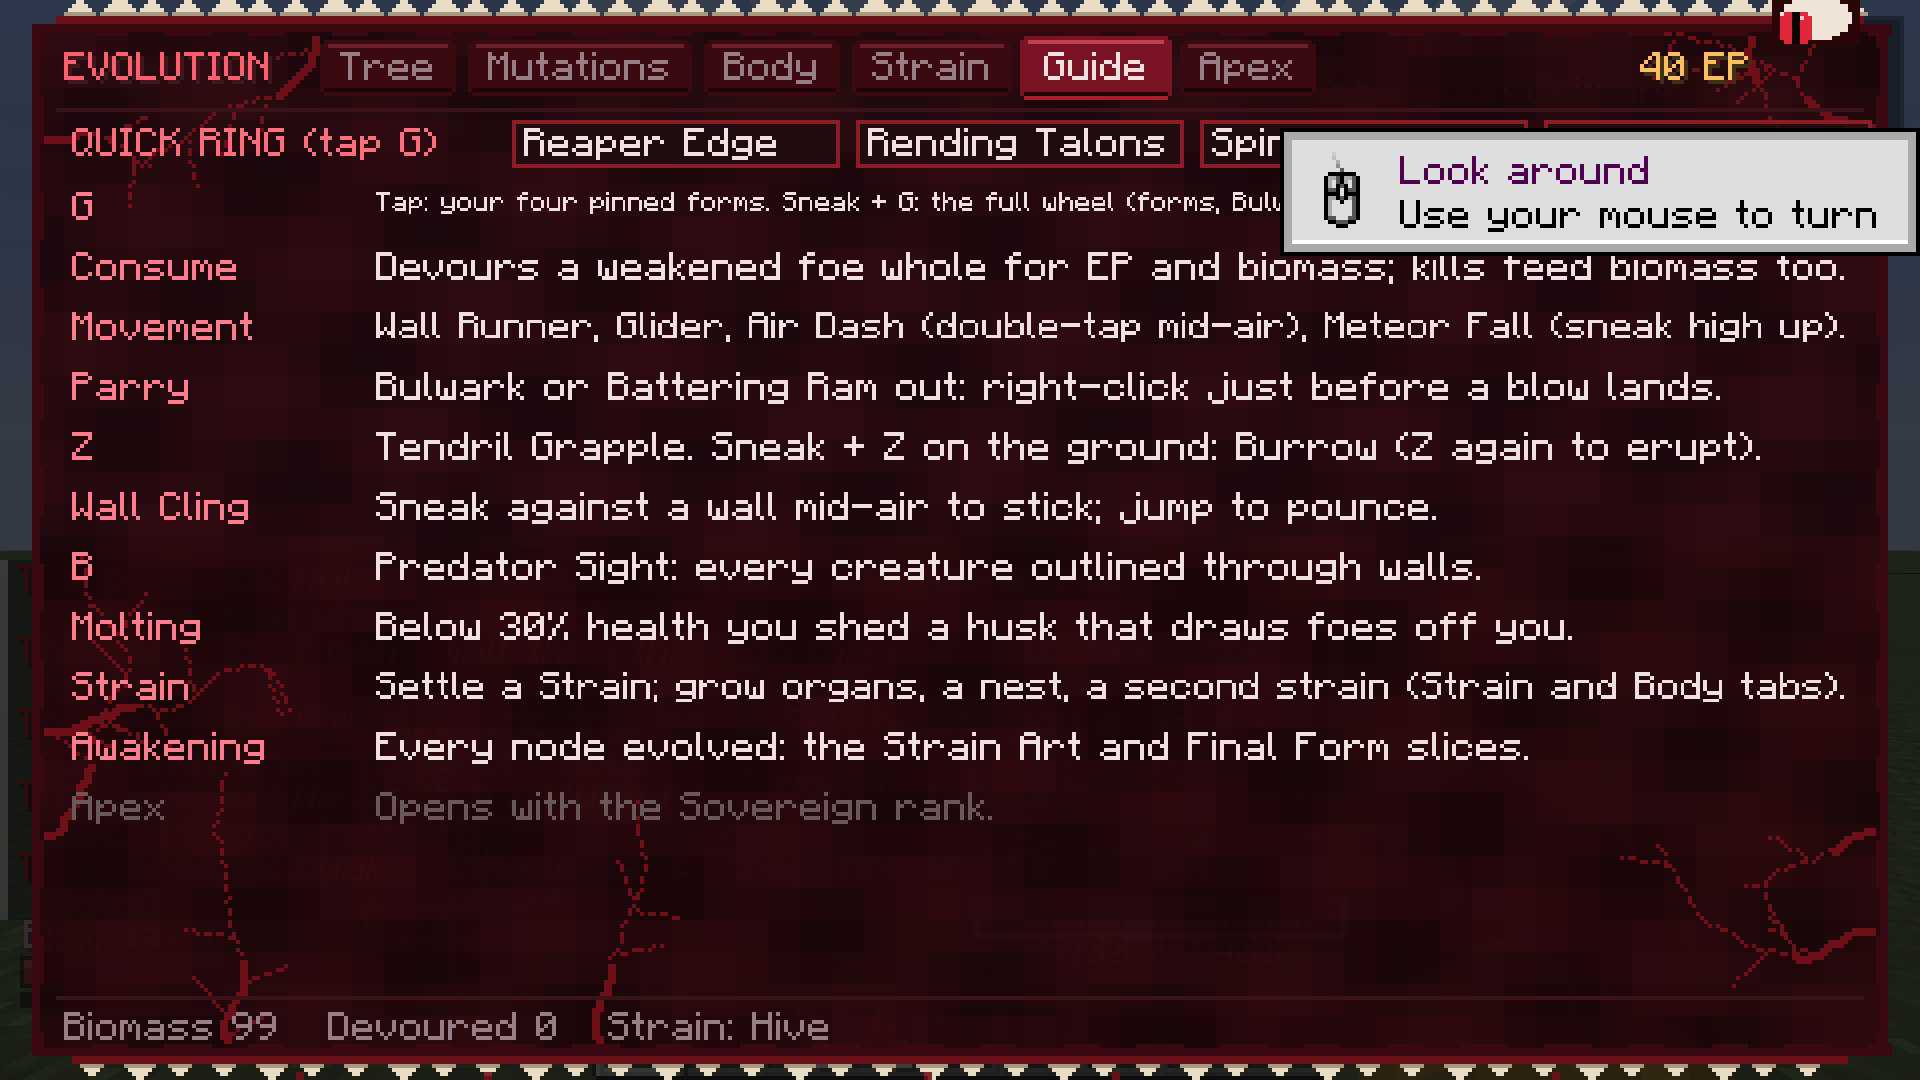 EVOLUTION Tree Mutations Body Strain Guide Apex 40 EP
QUICK RING (tap G) Reaper Edge Rending Talons
Look around
Use your mouse to turn
G Tap: your four pinned forms. Sneak + G: the full wheel (forms,
Consume Devours a weakened foe whole for EP and biomass; kills feed biomass too.
Movement Wall Runner, Glider, Air Dash (double-tap mid-air), Meteor Fall (sneak high up).
Parry Bulwark or Battering Ram out: right-click just before a blow lands.
Z Tendril Grapple. Sneak + Z on the ground: Burrow (Z again to erupt).
Wall Cling Sneak against a wall mid-air to stick; jump to pounce.
B Predator Sight: every creature outlined through walls.
Molting Below 30% health you shed a husk that draws foes off you.
Strain Settle a Strain; grow organs, a nest, a second strain (Strain and Body tabs).
Awakening Every node evolved: the Strain Art and Final Form slices.
Apex Opens with the Sovereign rank.
Biomass 99 Devoured 0 Strain: Hive